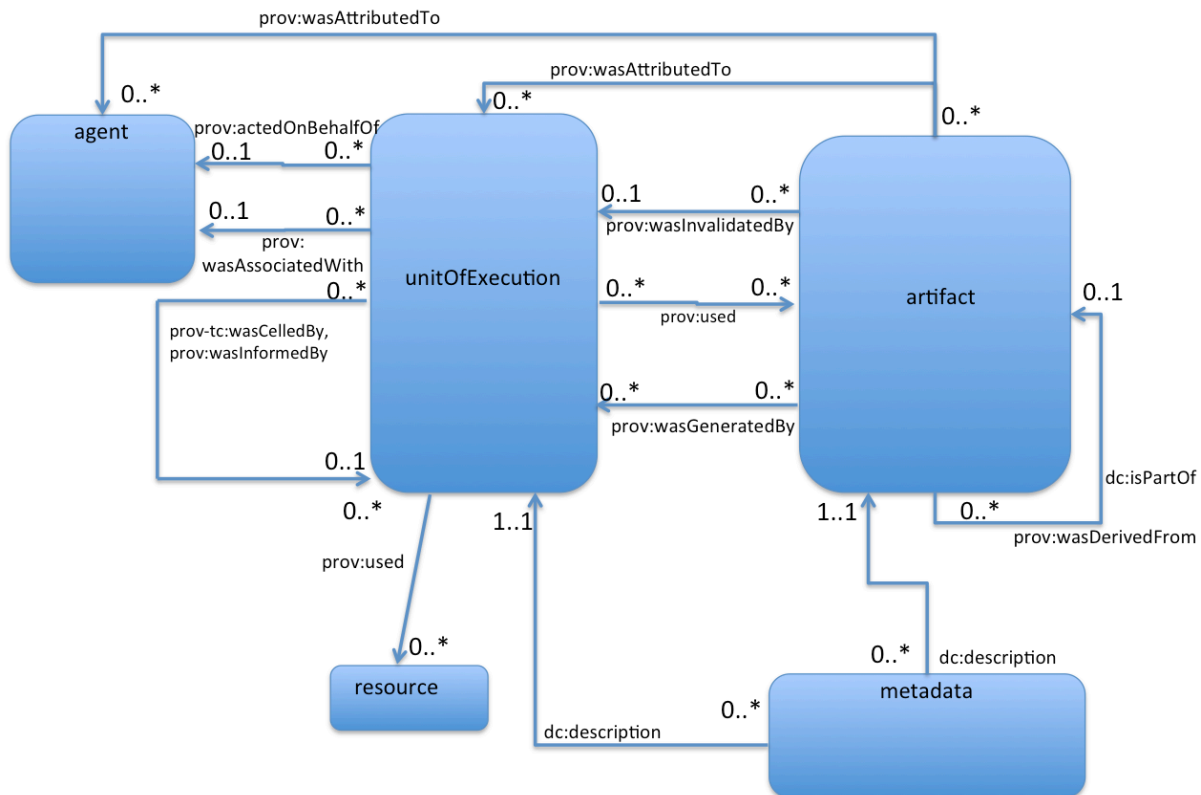 prov:wasAttributedTo
prov:wasAttributedTo
0..*
0..*
0..*
agent
prov:actedOnBehalfOf
0..1
0..*
0..1
0..*
0..1
0..*
prov:wasInvalidatedBy
prov:
wasAssociatedWith
unitOfExecution
artifact
0..*
0..*
0..*
0..1
prov:used
prov-tc:wasCelledBy,
prov:wasInformedBy
0..*
0..*
prov:wasGeneratedBy
0..1
dc:isPartOf
0..*
1..1
1..1
0..*
prov:wasDerivedFrom
prov:used
0..*
0..*
dc:description
resource
metadada
0..*
dc:description